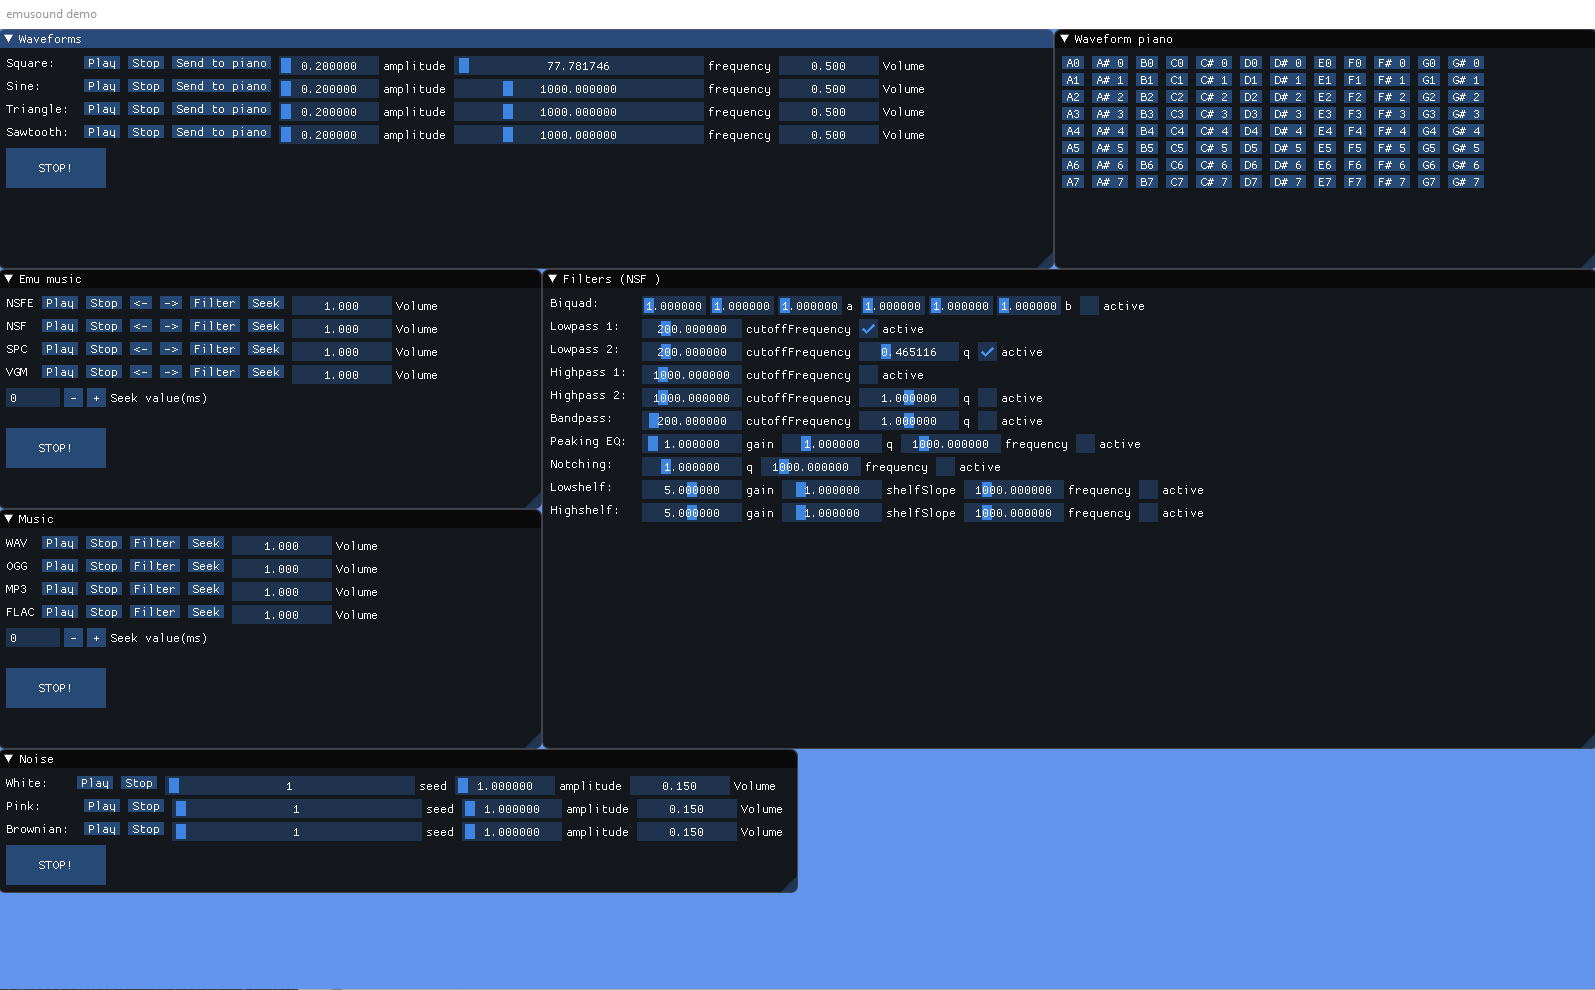 emusound demo
Waveforms
Square: Play Stop Send to piano 0.200000 amplitude 77.781746 frequency 0.500 Volume
Sine: Play Stop Send to piano 0.200000 amplitude 1000.000000 frequency 0.500 Volume
Triangle: Play Stop Send to piano 0.200000 amplitude 1000.000000 frequency 0.500 Volume
Sawtooth: Play Stop Send to piano 0.200000 amplitude 1000.000000 frequency 0.500 Volume
STOP!
Waveform piano
A0 A# 0 B0 C0 C# 0 D0 D# 0 E0 F0 F# 0 G0 G# 0
A1 A# 1 B1 C1 C# 1 D1 D# 1 E1 F1 F# 1 G1 G# 1
A2 A# 2 B2 C2 C# 2 D2 D# 2 E2 F2 F# 2 G2 G# 2
A3 A# 3 B3 C3 C# 3 D3 D# 3 E3 F3 F# 3 G3 G# 3
A4 A# 4 B4 C4 C# 4 D4 D# 4 E4 F4 F# 4 G4 G# 4
A5 A# 5 B5 C5 C# 5 D5 D# 5 E5 F5 F# 5 G5 G# 5
A6 A# 6 B6 C6 C# 6 D6 D# 6 E6 F6 F# 6 G6 G# 6
A7 A# 7 B7 C7 C# 7 D7 D# 7 E7 F7 F# 7 G7 G# 7
Emu music
NSFE Play Stop <- -> Filter Seek 1.000 Volume
NSF Play Stop <- -> Filter Seek 1.000 Volume
SPC Play Stop <- -> Filter Seek 1.000 Volume
VGM Play Stop <- -> Filter Seek 1.000 Volume
0 - + Seek value(ms)
STOP!
Filters (NSF )
Biquad: 1.000000 1.000000 1.000000 a 1.000000 1.000000 1.000000 b active
Lowpass 1: 200.000000 cutoffFrequency active
Lowpass 2: 200.000000 cutoffFrequency 0.465116 q active
Highpass 1: 1000.000000 cutoffFrequency active
Highpass 2: 1000.000000 cutoffFrequency 1.000000 q active
Bandpass: 200.000000 cutoffFrequency 1.000000 q active
Peaking EQ: 1.000000 gain 1.000000 q 1000.000000 frequency active
Notching: 1.000000 q 1000.000000 frequency active
Lowshelf: 5.000000 gain 1.000000 shelfSlope 1000.000000 frequency active
Highshelf: 5.000000 gain 1.000000 shelfSlope 1000.000000 frequency active
Music
WAV Play Stop Filter Seek 1.000 Volume
OGG Play Stop Filter Seek 1.000 Volume
MP3 Play Stop Filter Seek 1.000 Volume
FLAC Play Stop Filter Seek 1.000 Volume
0 - + Seek value(ms)
STOP!
Noise
White: Play Stop 1 seed 1.000000 amplitude 0.150 Volume
Pink: Play Stop 1 seed 1.000000 amplitude 0.150 Volume
Brownian: Play Stop 1 seed 1.000000 amplitude 0.150 Volume
STOP!